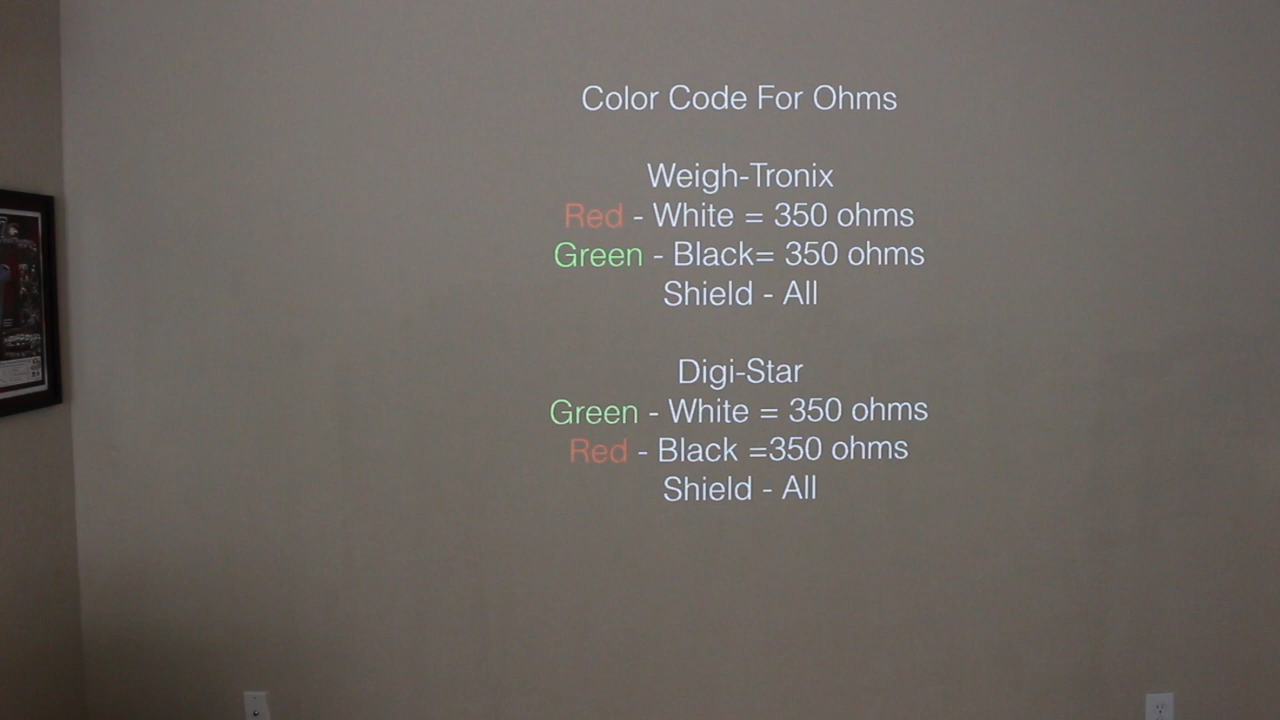 Color Code For Ohms
Weigh-Tronix
Red - White = 350 ohms
Green - Black= 350 ohms
Shield - All
Digi-Star
Green - White = 350 ohms
Red - Black =350 ohms
Shield - All